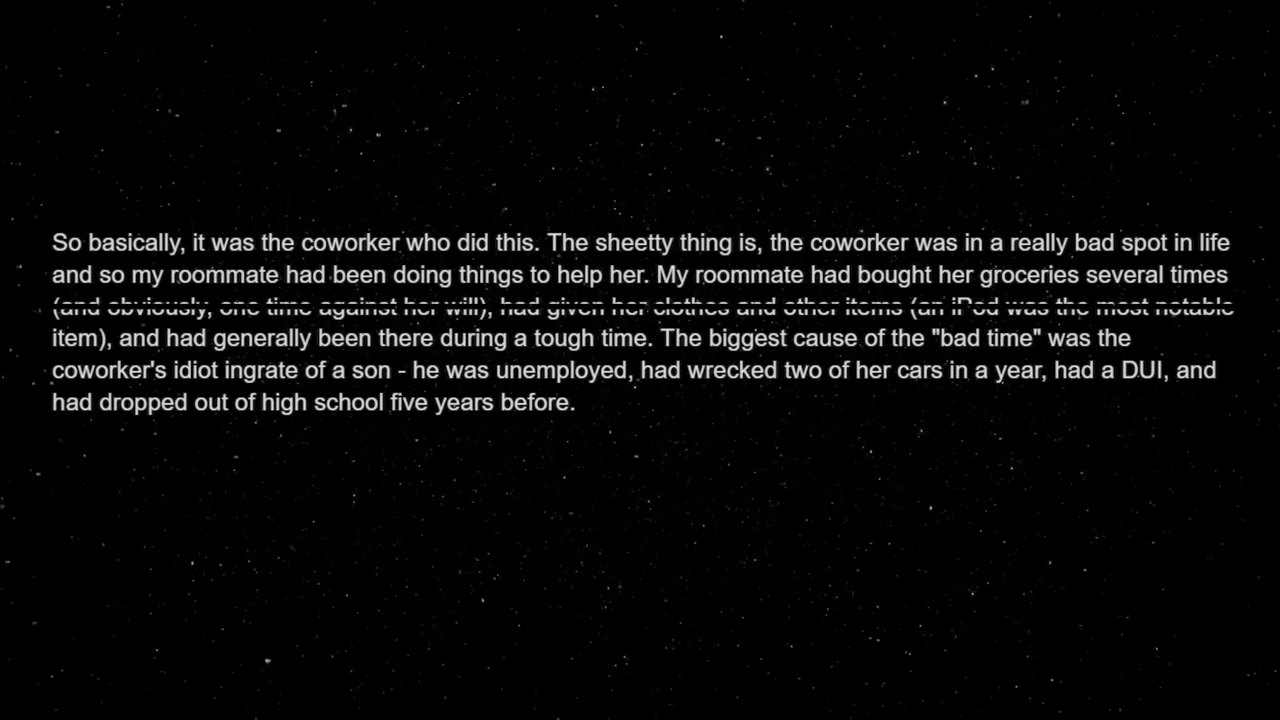 So basically, it was the coworker who did this. The sheetty thing is, the coworker was in a really bad spot in life
and so my roommate had been doing things to help her. My roommate had bought her groceries several times
(and obviously, one time against her will), had given her clothes and other items (an iPod was the most notable
item), and had generally been there during a tough time. The biggest cause of the "bad time" was the
coworker's idiot ingrate of a son - he was unemployed, had wrecked two of her cars in a year, had a DUI, and
had dropped out of high school five years before.